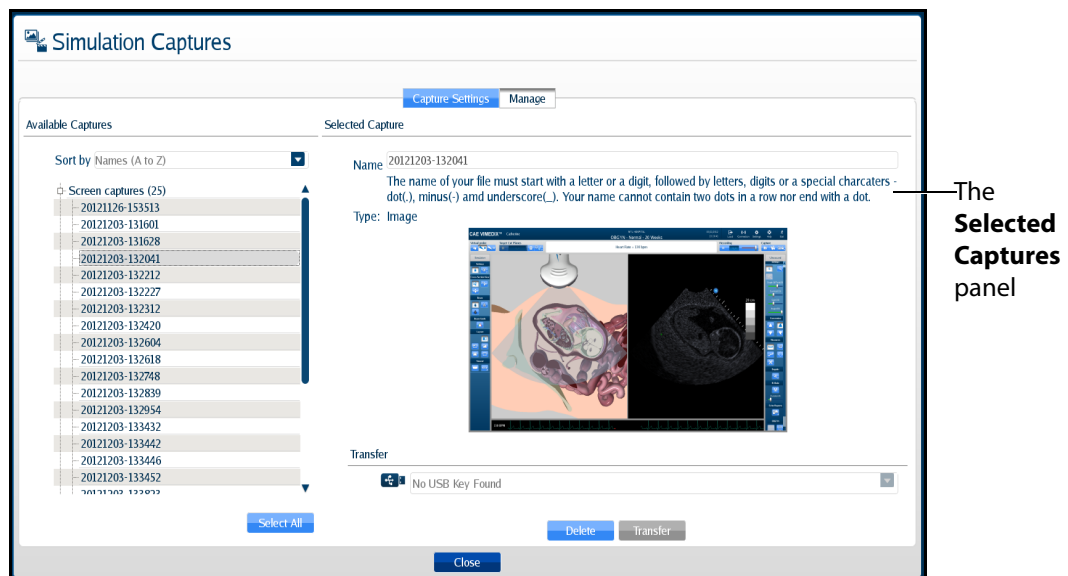 Simulation Captures
Capture Settings
Manage
Available Captures
Sort by Names (A to Z)
Screen captures (25)
20121126-153513
20121203-131601
20121203-131628
20121203-132041
20121203-132212
20121203-132227
20121203-132312
20121203-132420
20121203-132604
20121203-132618
20121203-132748
20121203-132839
20121203-132954
20121203-133432
20121203-133442
20121203-133446
20121203-133452
Select All
Selected Capture
Name 20121203-132041
The name of your file must start with a letter or a digit, followed by letters, digits or a special charcaters -
dot(.), minus(-) amd underscore(_). Your name cannot contain two dots in a row nor end with a dot.
Type: Image
CAE VIMEDIX
Transfer
No USB Key Found
Delete
Transfer
Close
The
Selected
Captures
panel